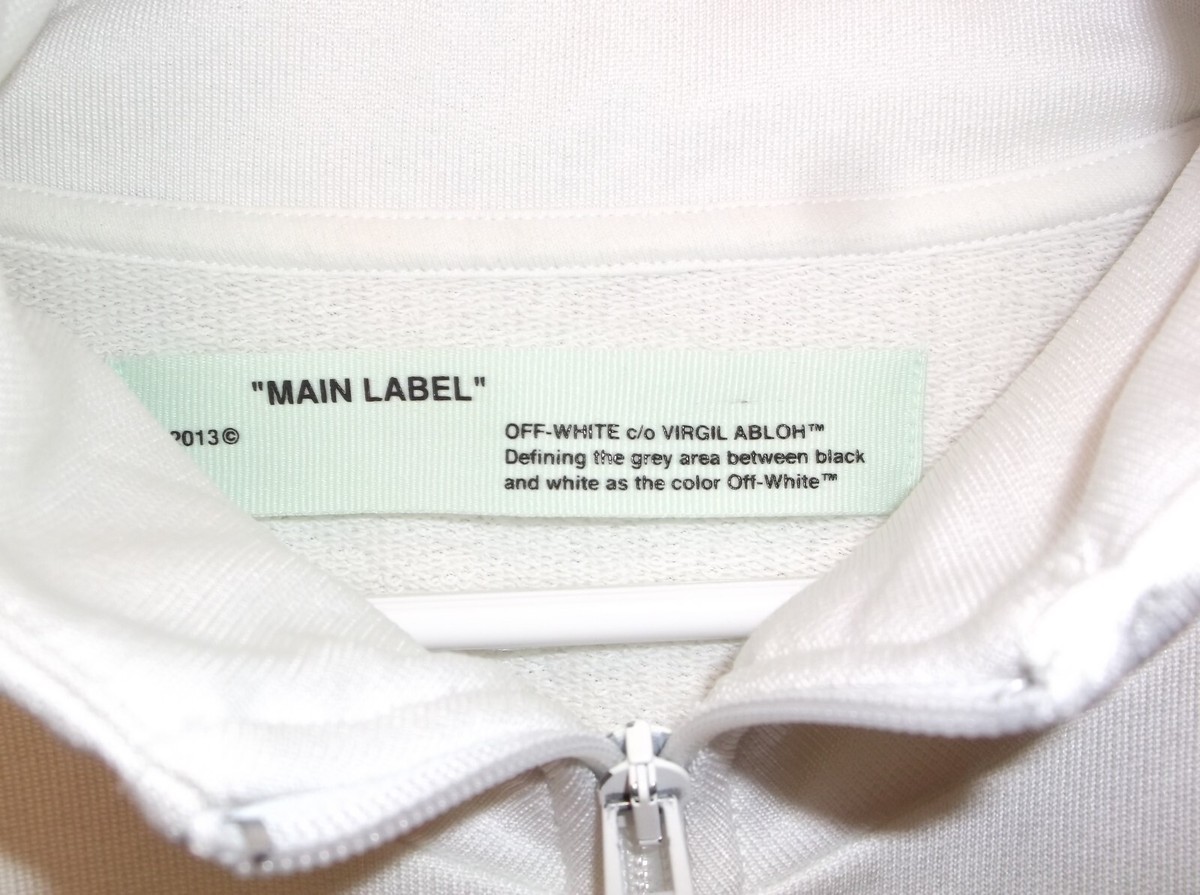 "MAIN LABEL"
2013©
OFF-WHITE c/o VIRGIL ABLOH™
Defining the grey area between black
and white as the color Off-White™